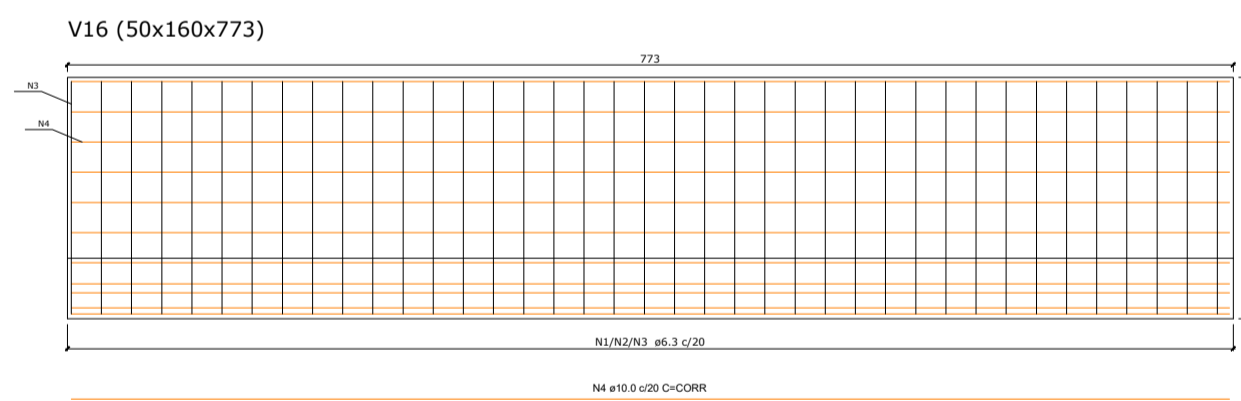 V16 (50x160x773)
773
N3
N4
N1/N2/N3 ø6.3 c/20
N4 ø10.0 c/20 C=CORR